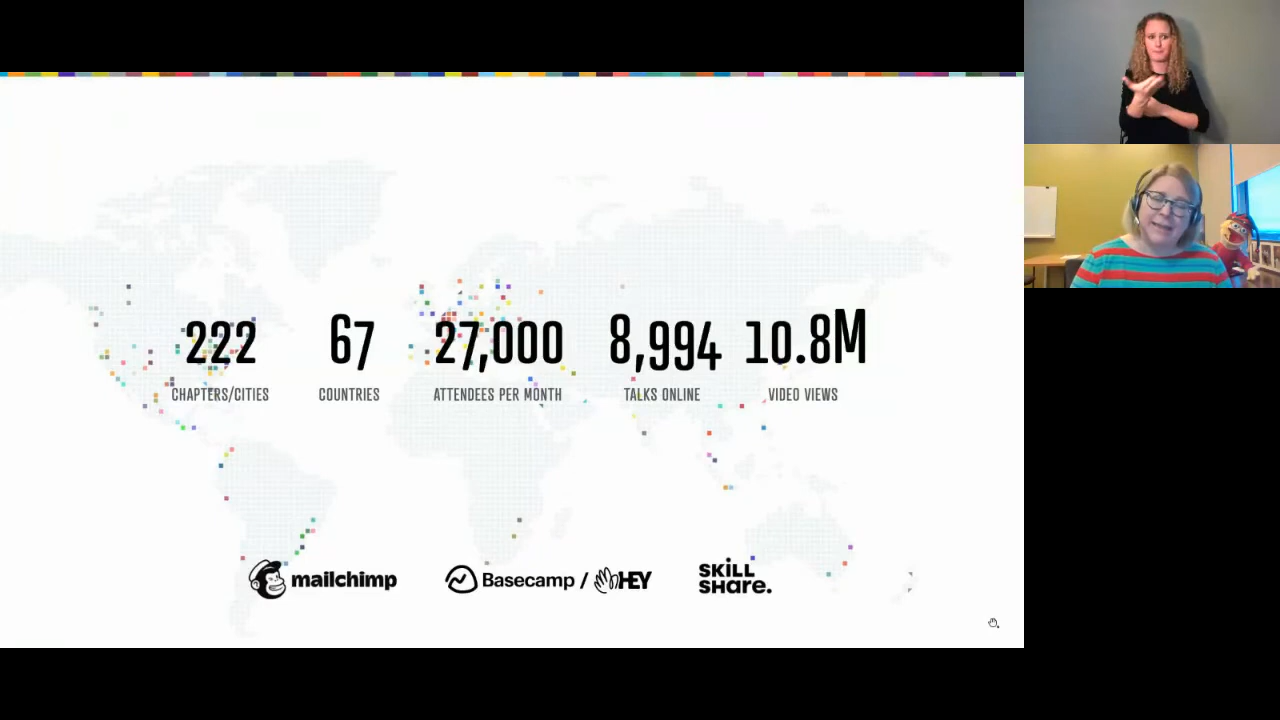 222 67 27,000 8,994 10.8M
CHAPTERS/CITIES COUNTRIES ATTENDEES PER MONTH TALKS ONLINE VIDEO VIEWS
mailchimp Basecamp / HEY SKILL
SHare.